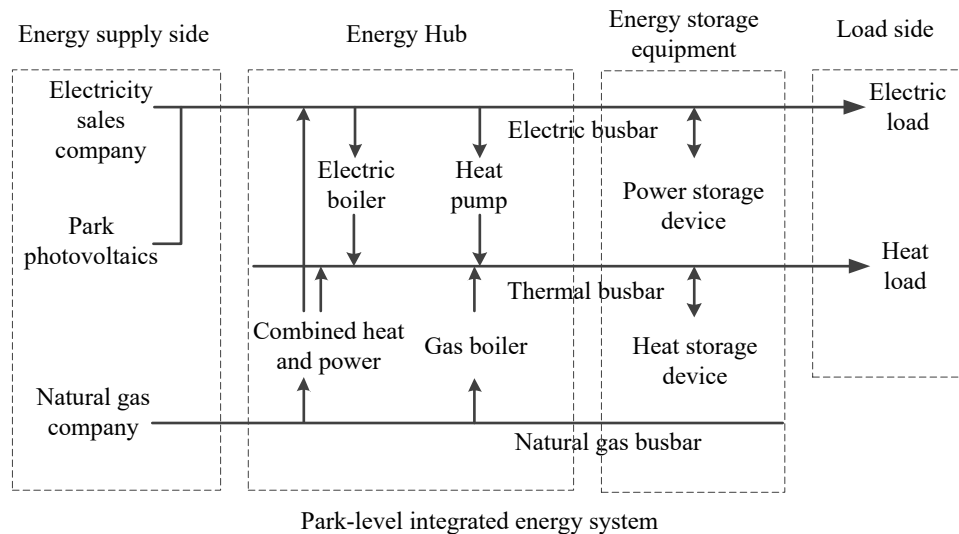 Energy supply side
Energy Hub
Energy storage
equipment
Load side
Electricity
sales
company
Electric
load
Electric busbar
Electric
boiler
Heat
pump
Power storage
device
Park
photovoltaics
Heat
load
Thermal busbar
Combined heat
and power
Gas boiler
Heat storage
device
Natural gas
company
Natural gas busbar
Park-level integrated energy system